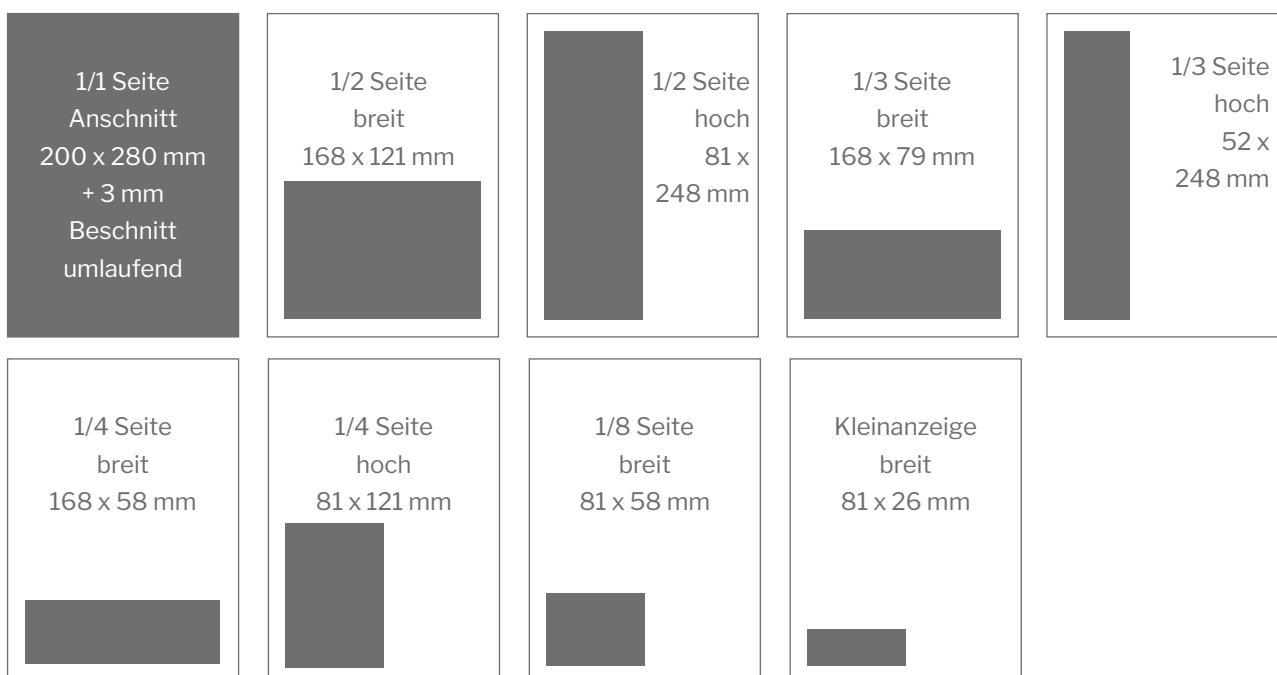 1/1 Seite
Anschnitt
200 x 280 mm
+ 3 mm
Beschnitt
umlaufend
1/2 Seite
breit
168 x 121 mm
1/2 Seite
hoch
81 x
248 mm
1/3 Seite
breit
168 x 79 mm
1/3 Seite
hoch
52 x
248 mm
1/4 Seite
breit
168 x 58 mm
1/4 Seite
hoch
81 x 121 mm
1/8 Seite
breit
81 x 58 mm
Kleinanzeige
breit
81 x 26 mm